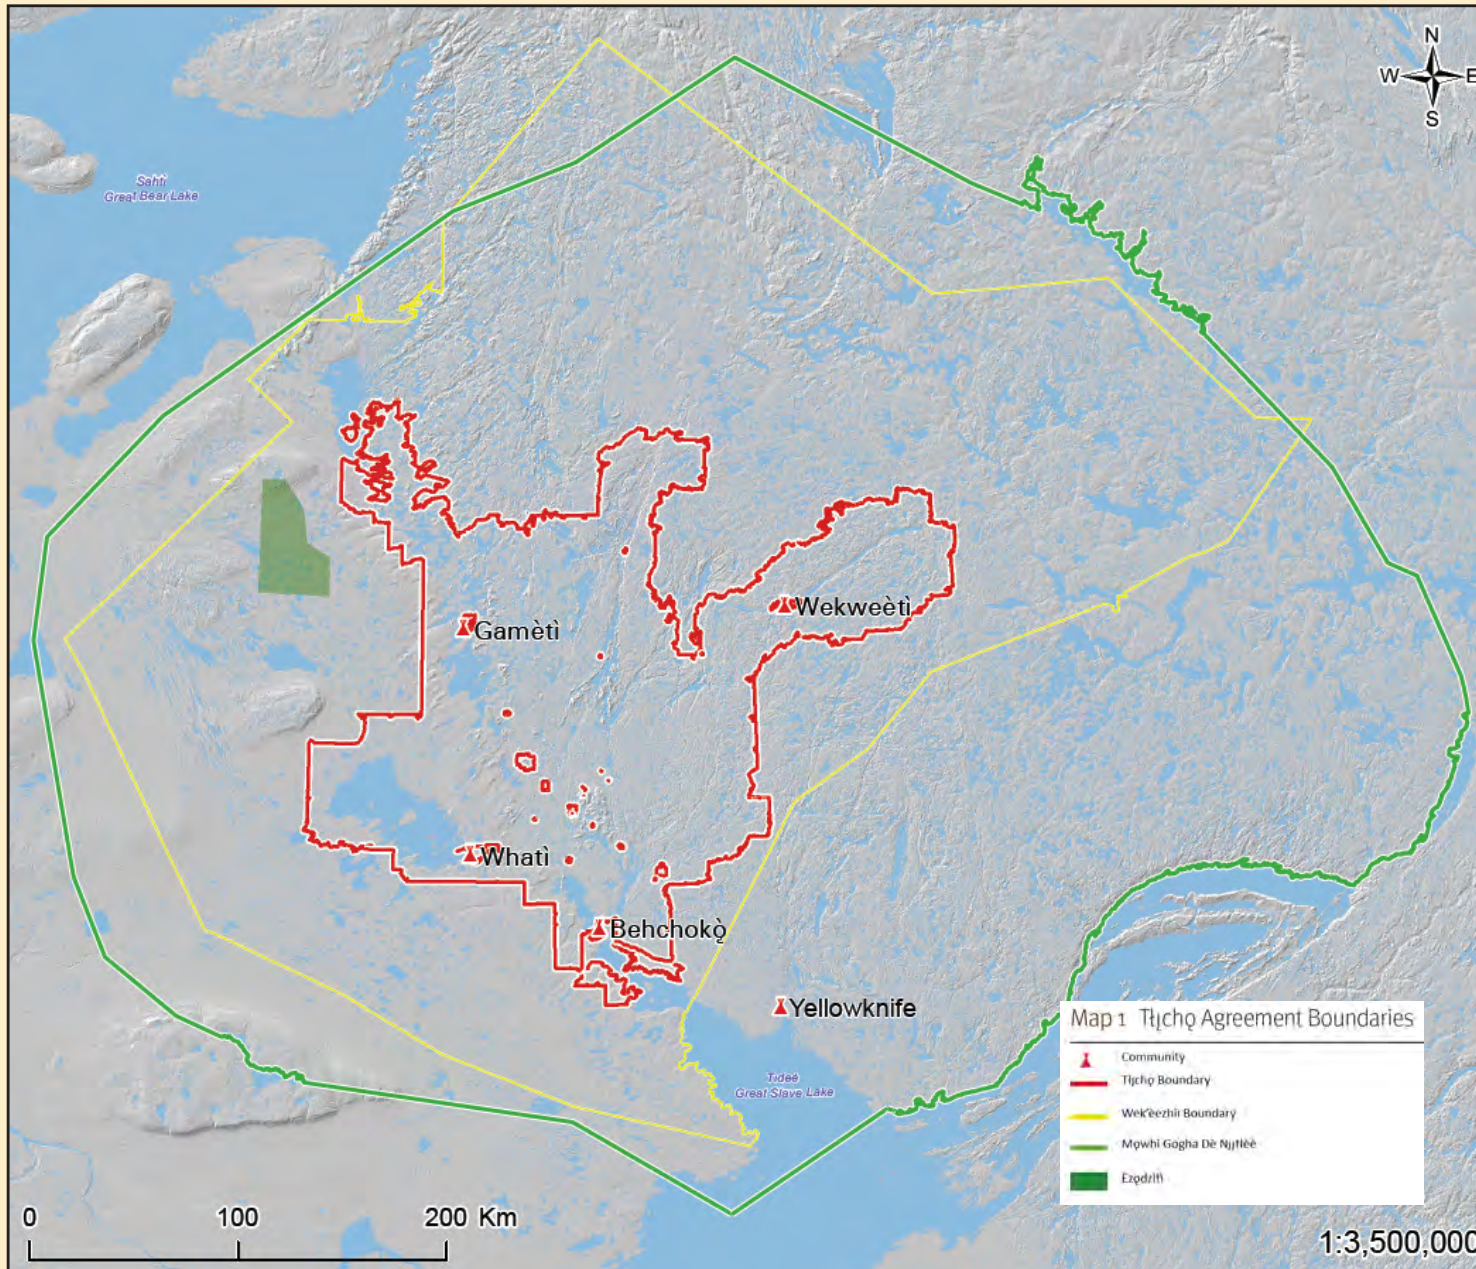 N
W E
S
Sahtì
Great Bear Lake
Wekweètì
Gamètì
Whatì
Behchokǫ̀
Yellowknife
Tideè
Great Slave Lake
Map 1 Tłı̨chǫ Agreement Boundaries
Community
Tłı̨chǫ Boundary
Wek'èezhìı Boundary
Mǫwhì Gogha Dè Nı̨ı̨tłèè
Ezǫdzìtì
0 100 200 Km
1:3,500,000